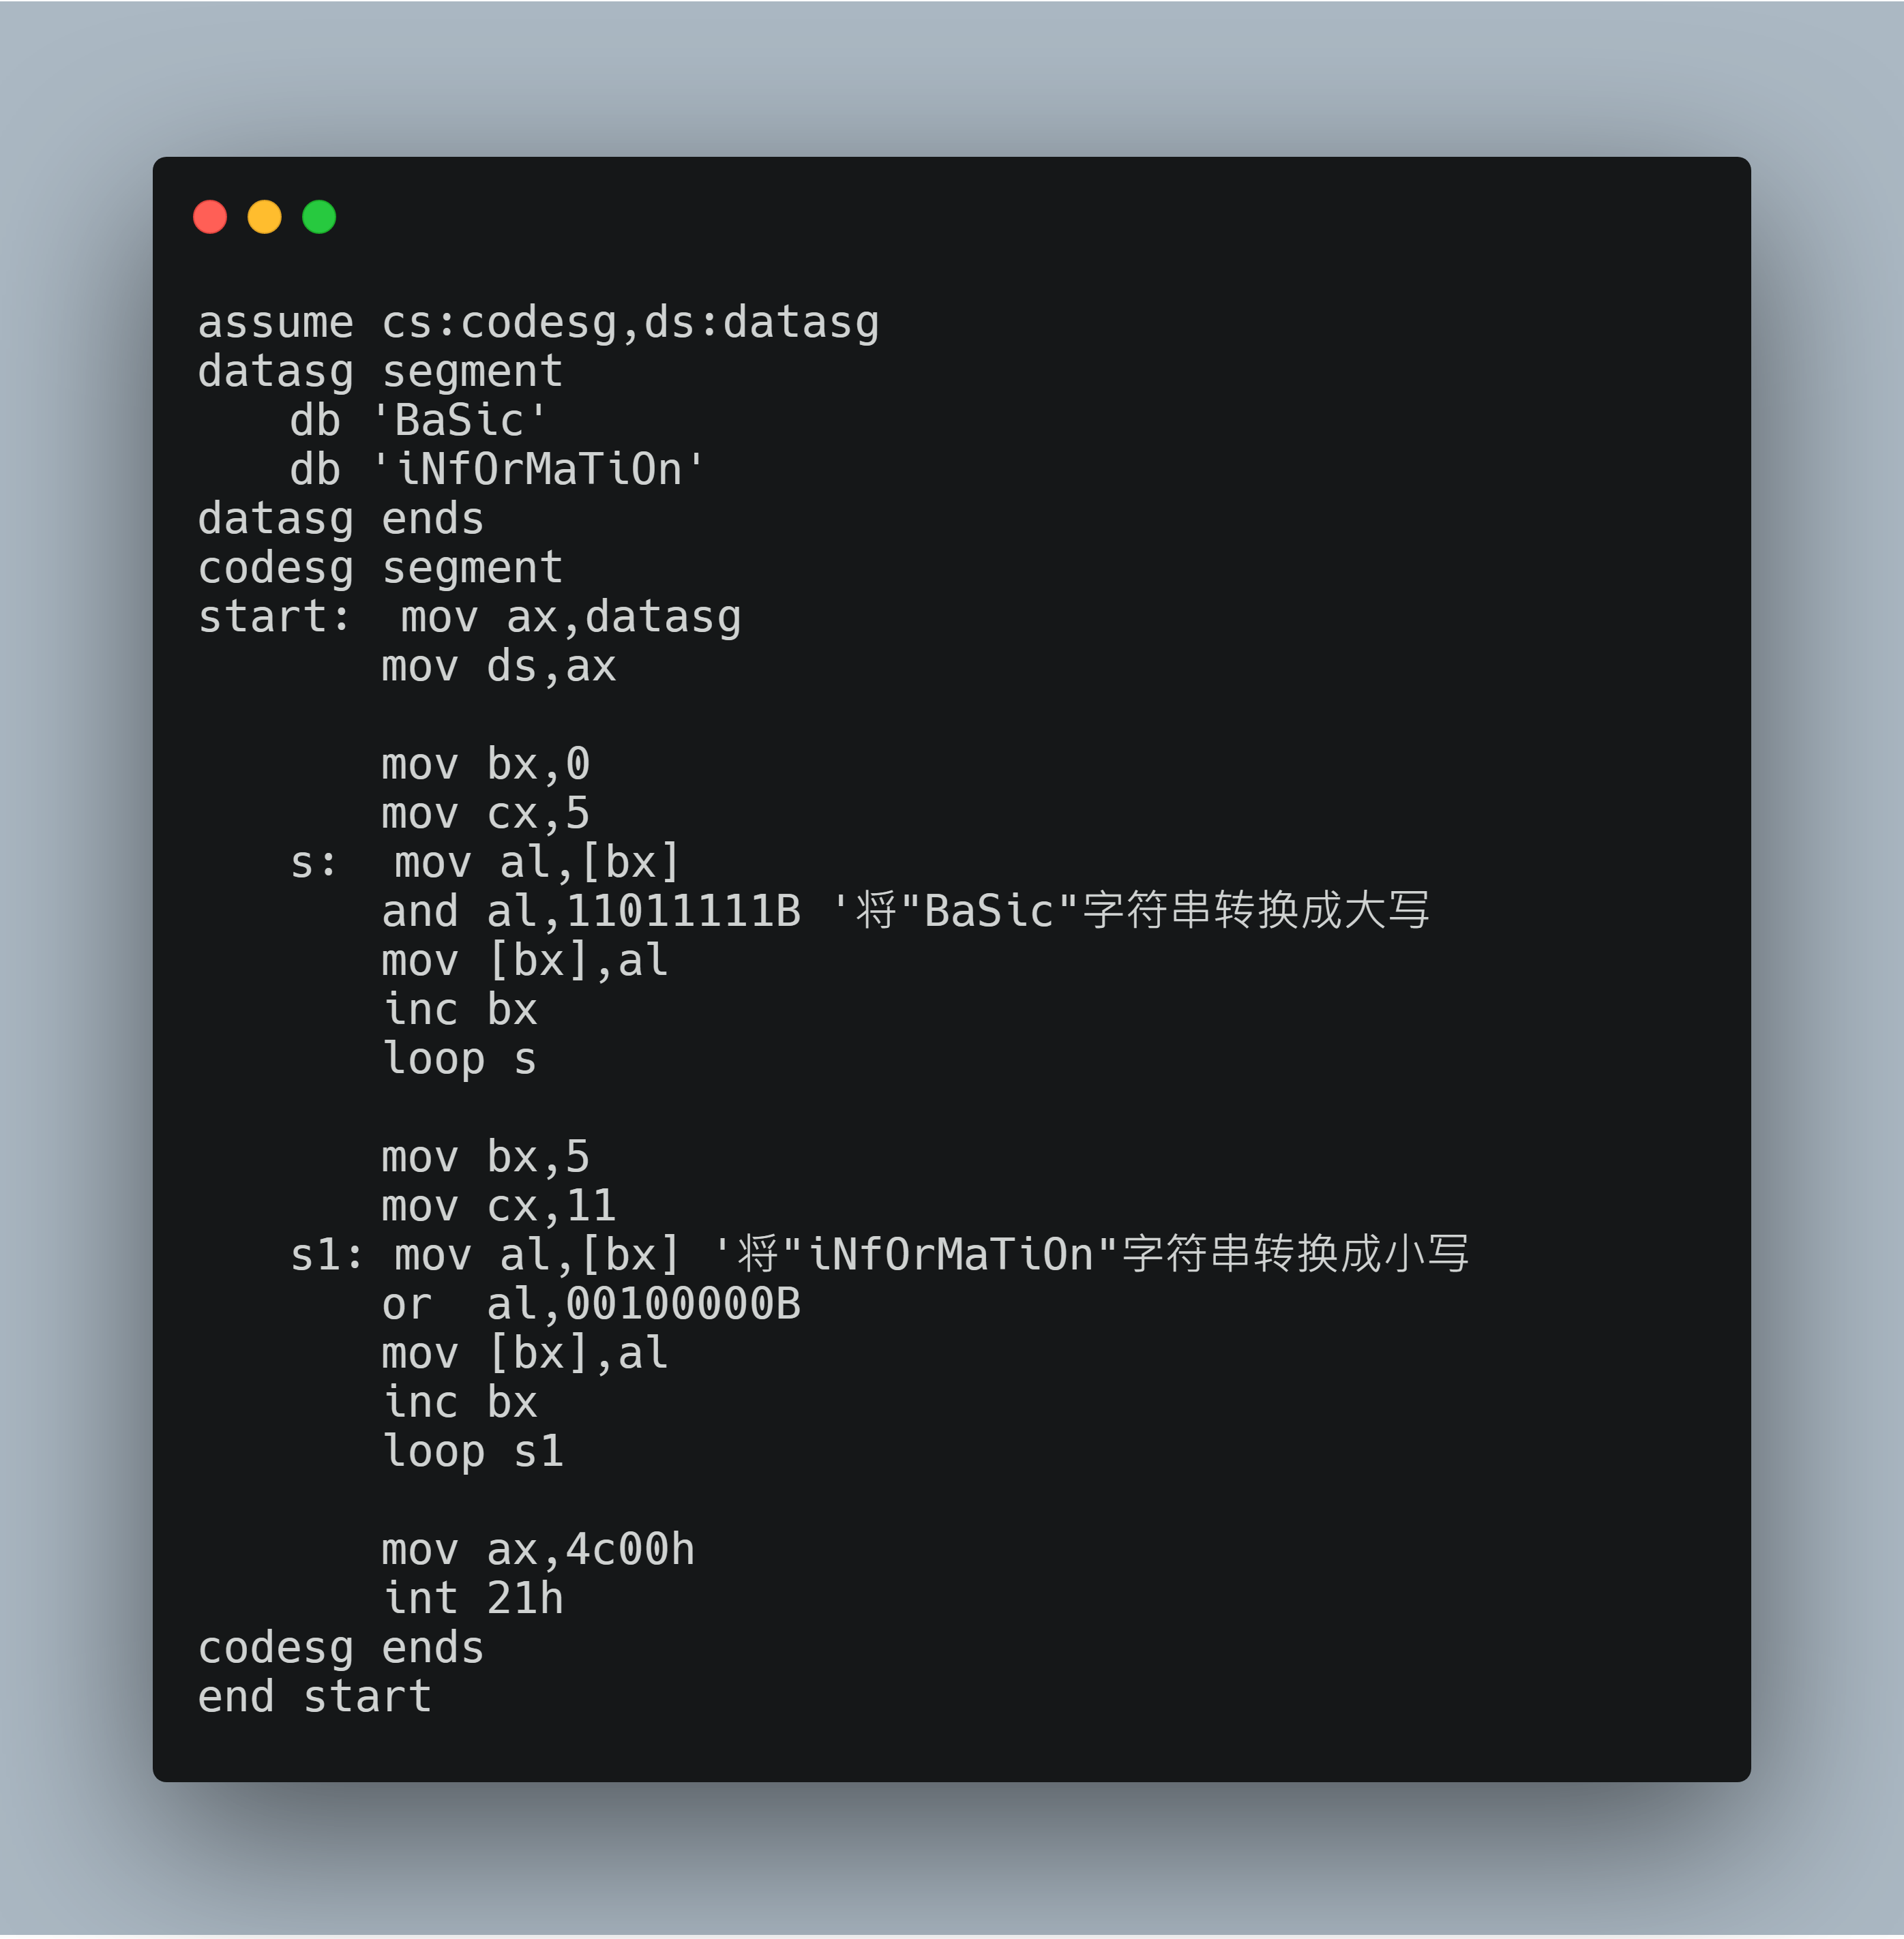 assume cs:codesg,ds:datasg
datasg segment
    db 'BaSic'
    db 'iNfOrMaTiOn'
datasg ends
codesg segment
start:  mov ax,datasg
        mov ds,ax

        mov bx,0
        mov cx,5
    s:  mov al,[bx]
        and al,11011111B '将"BaSic"字符串转换成大写
        mov [bx],al
        inc bx
        loop s

        mov bx,5
        mov cx,11
    s1: mov al,[bx] '将"iNfOrMaTiOn"字符串转换成小写
        or  al,00100000B
        mov [bx],al
        inc bx
        loop s1

        mov ax,4c00h
        int 21h
codesg ends
end start